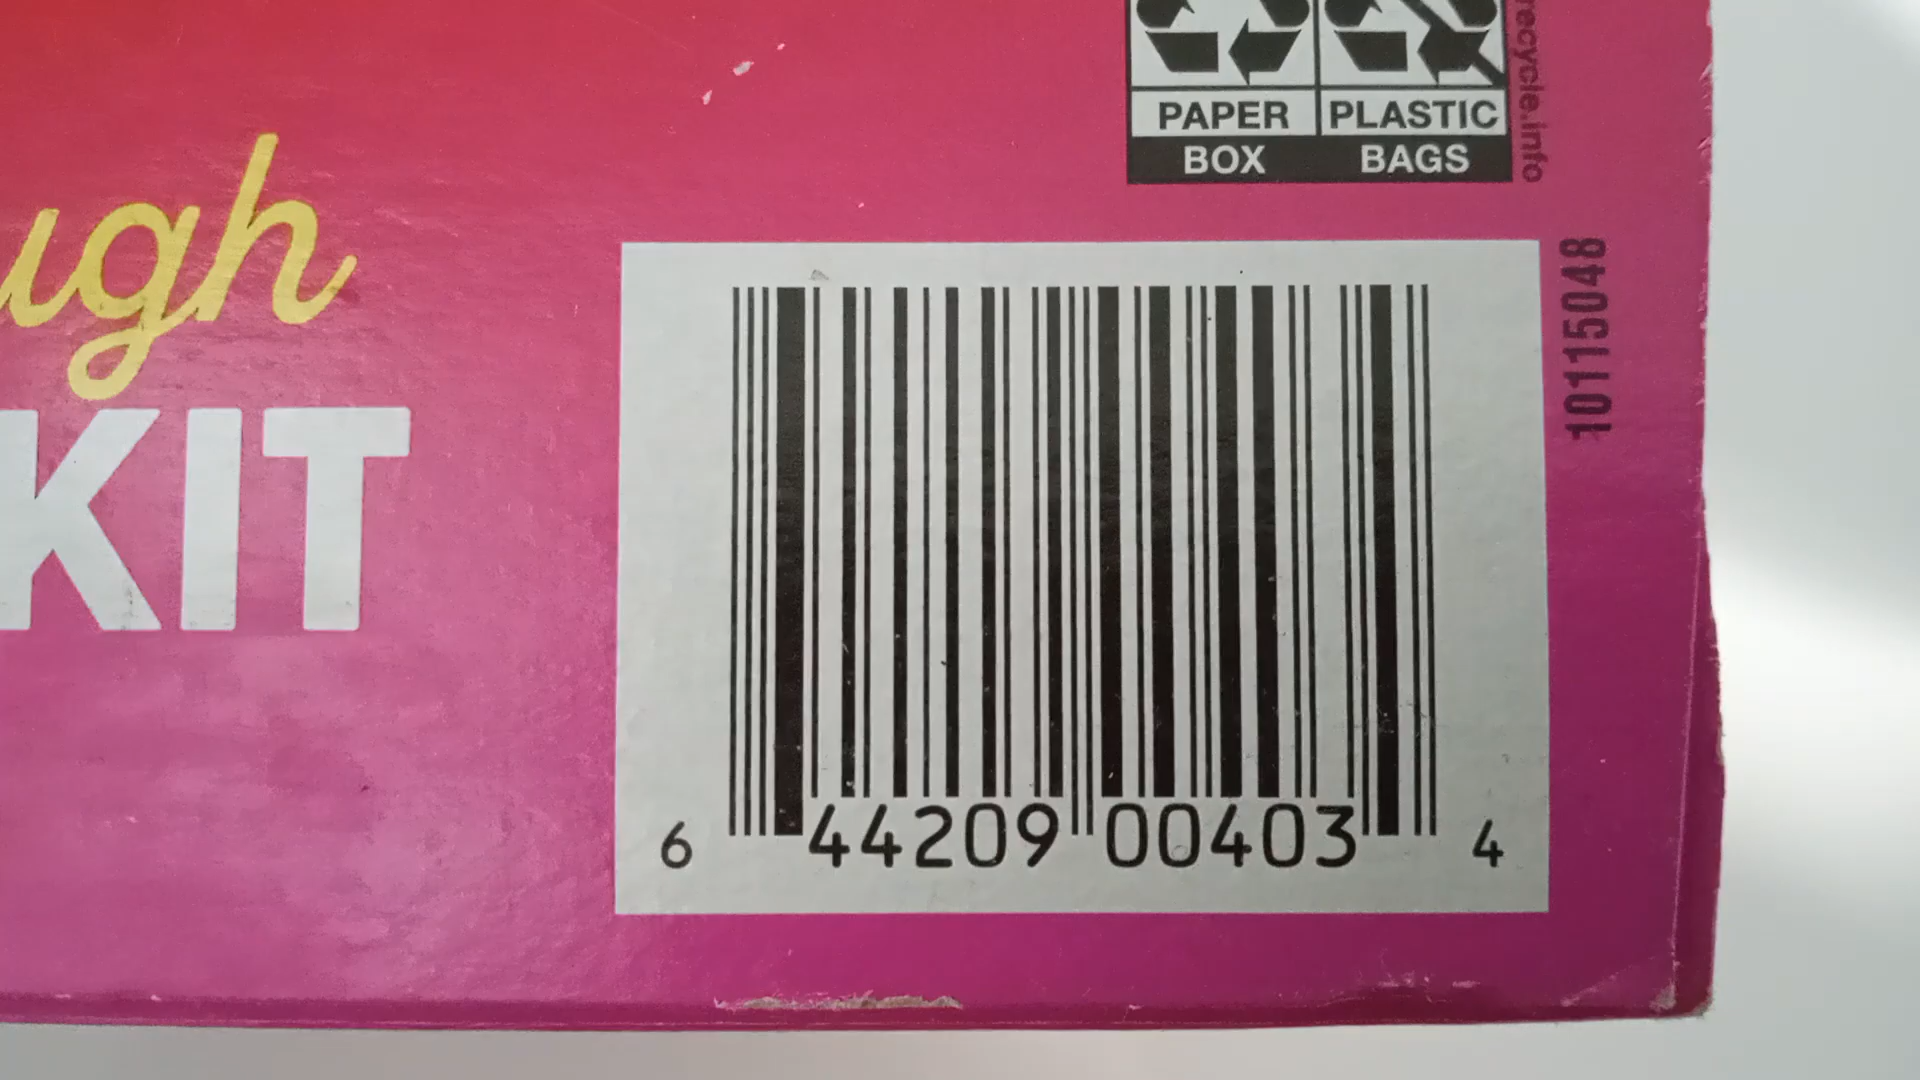 PAPER PLASTIC
BOX BAGS
recycle.info
ugh
KIT
10115048
6 44209 00403 4